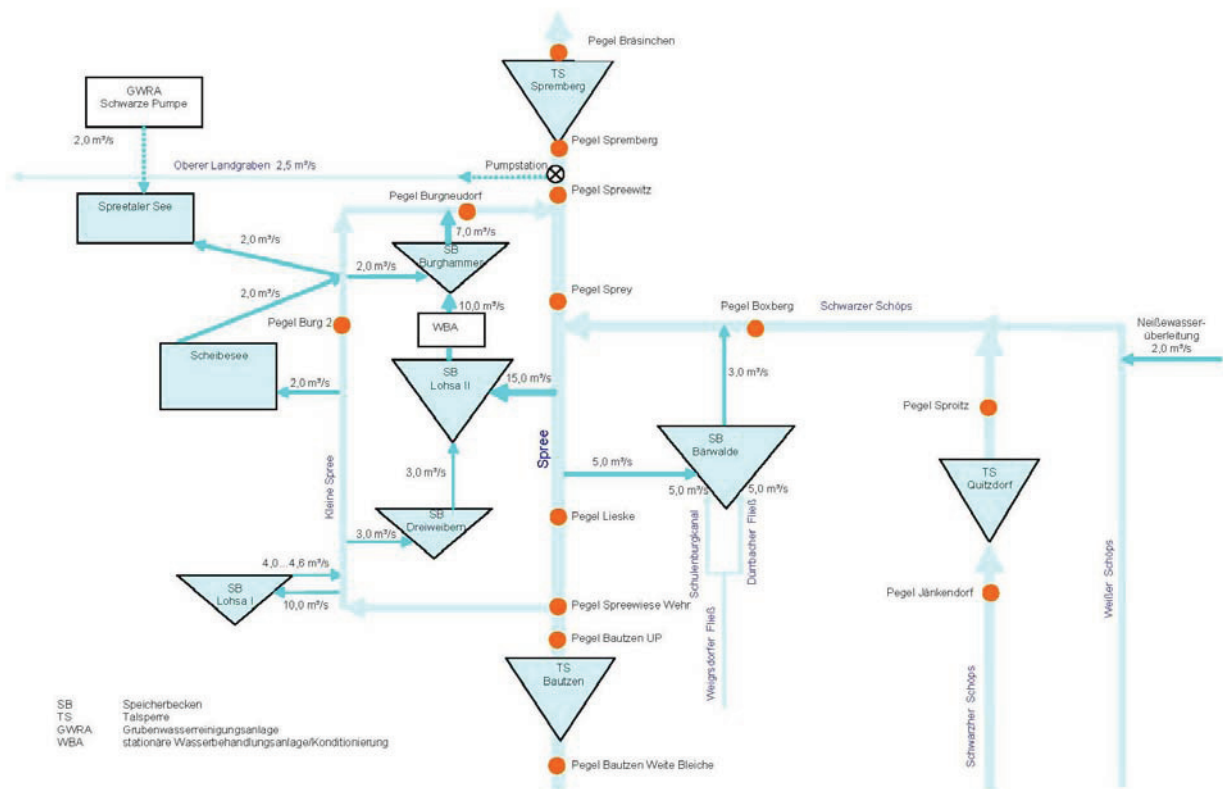 Pegel Bräsinchen
TS
Spremberg
GWRA
Schwarze Pumpe
2,0 m³/s
Pegel Spremberg
Oberer Landgraben 2,5 m³/s
Pumpstation
Pegel Spreewitz
Spreetaler See
Pegel Burgneudorf
7,0 m³/s
2,0 m³/s
SB
Burghammer
2,0 m³/s
2,0 m³/s
10,0 m³/s
Pegel Sprey
Pegel Boxberg
Schwarzer Schöps
Pegel Burg 2
WBA
Neißewasser-
überleitung
2,0 m³/s
Scheibesee
2,0 m³/s
SB
Lohsa II
15,0 m³/s
3,0 m³/s
Pegel Sproitz
Spree
SB
Bärwalde
5,0 m³/s
5,0 m³/s
5,0 m³/s
TS
Quitzdorf
3,0 m³/s
Kleine Spree
SB
Dreiweibern
3,0 m³/s
Pegel Lieske
Schulenburgkanal
Dürrbacher Fließ
4,0...4,6 m³/s
SB
Lohsa I
10,0 m³/s
Pegel Spreewiese Wehr
Pegel Jänkendorf
Weißer Schöps
Pegel Bautzen UP
Weigrsdorfer Fließ
TS
Bautzen
Schwarzher Schöps
SB Speicherbecken
TS Talsperre
GWRA Grubenwasserreinigungsanlage
WBA stationäre Wasserbehandlungsanlage/Konditionierung
Pegel Bautzen Weite Bleiche